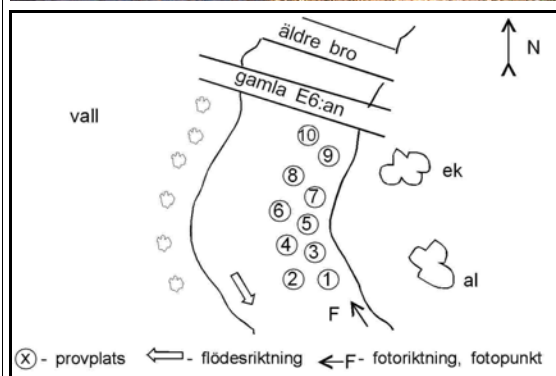 äldre bro
N
gamla E6:an
vall
10
9
ek
8
7
6
5
4
3
al
2
1
F
X - provplats - flödesriktning F - fotoriktning, fotopunkt